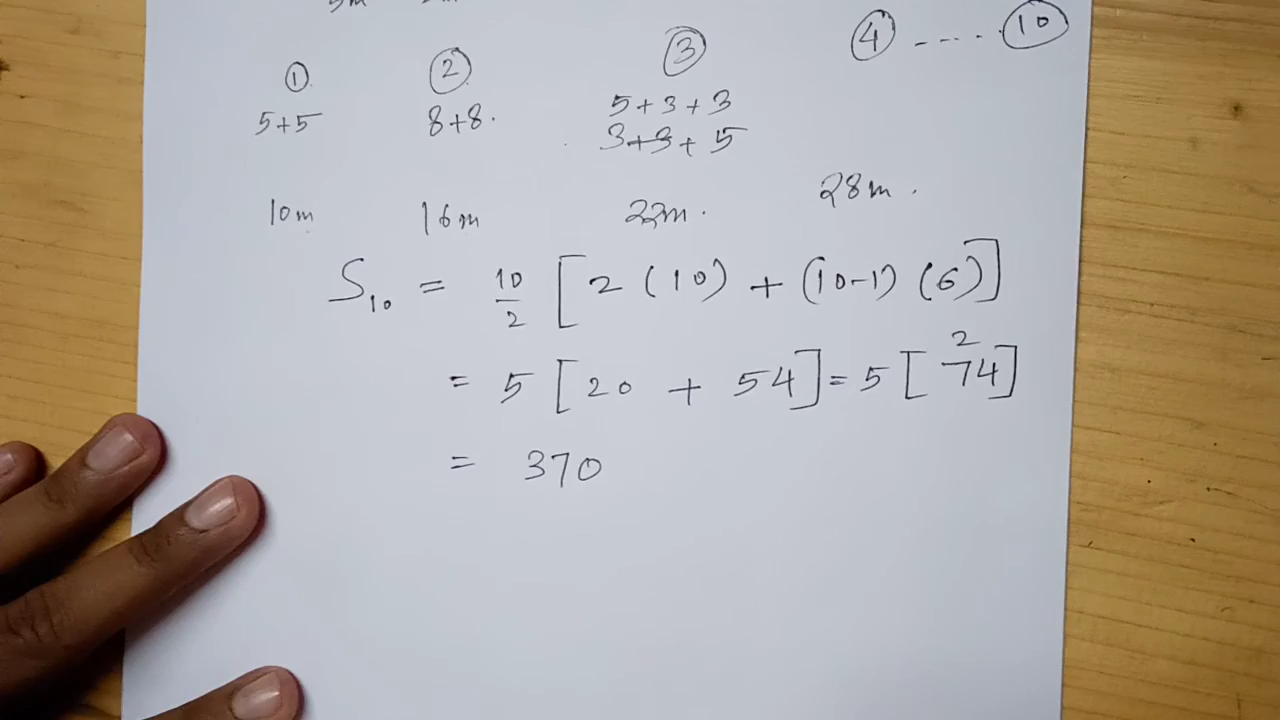 ① ② ③ ④ ----- ⑩
5+5 8+8. 5+3+3
3+3+5
10m 16m 22m. 28m.
S₁₀ = 10/2 [2(10) + (10-1)(6)]
= 5[20 + 54] = 5[74]
2
= 370